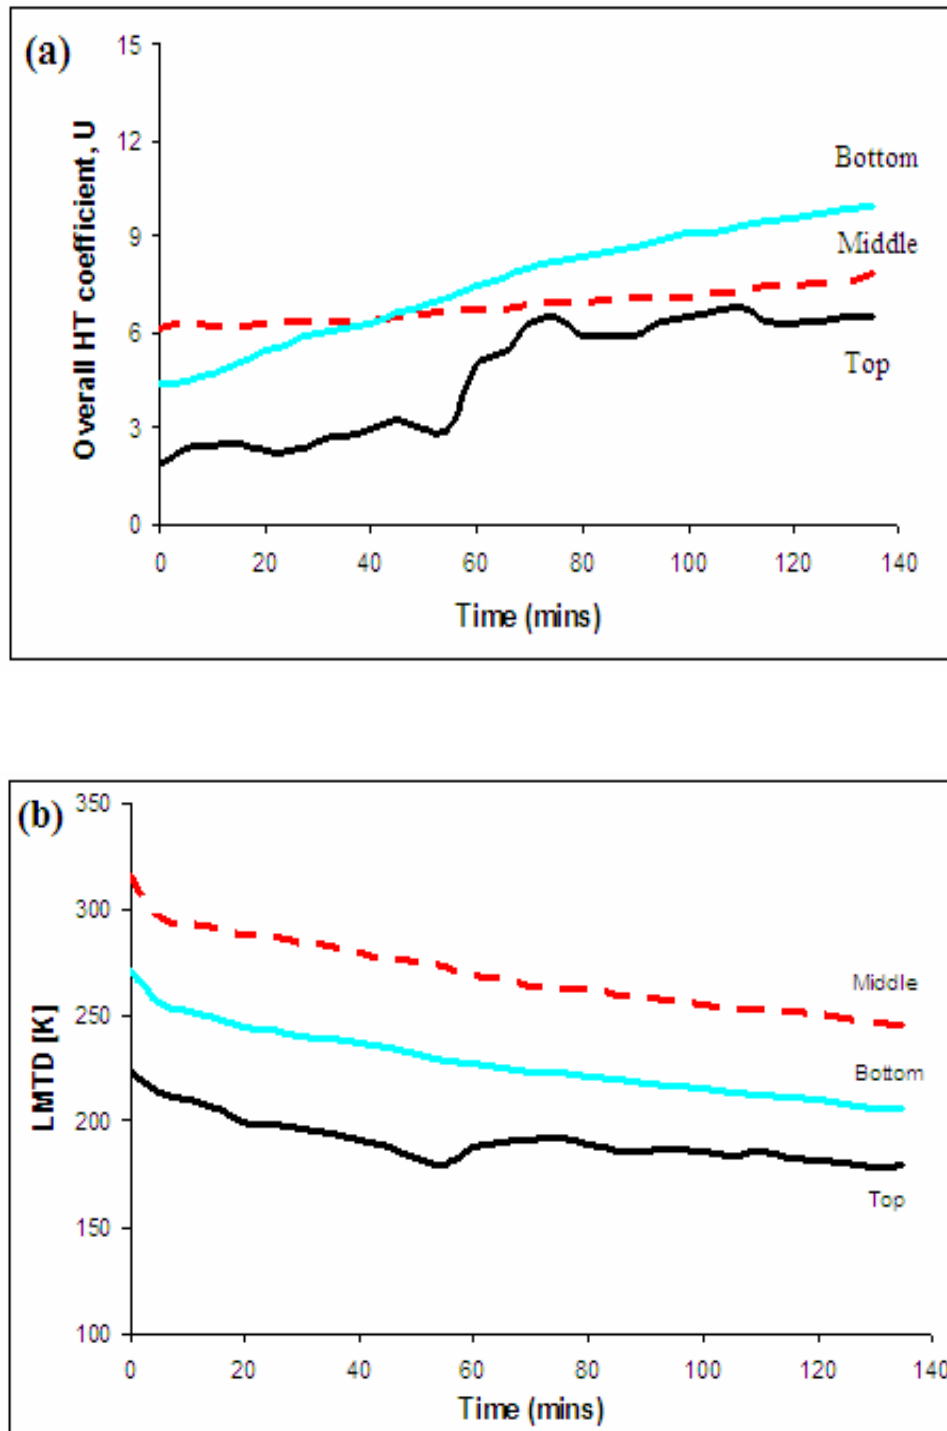 (a)
15
12
9
6
3
0
Overall HT coefficient, U
Bottom
Middle
Top
0 20 40 60 80 100 120 140
Time (mins)
(b)
350
300
250
200
150
100
LMTD [K]
Middle
Bottom
Top
0 20 40 60 80 100 120 140
Time (mins)